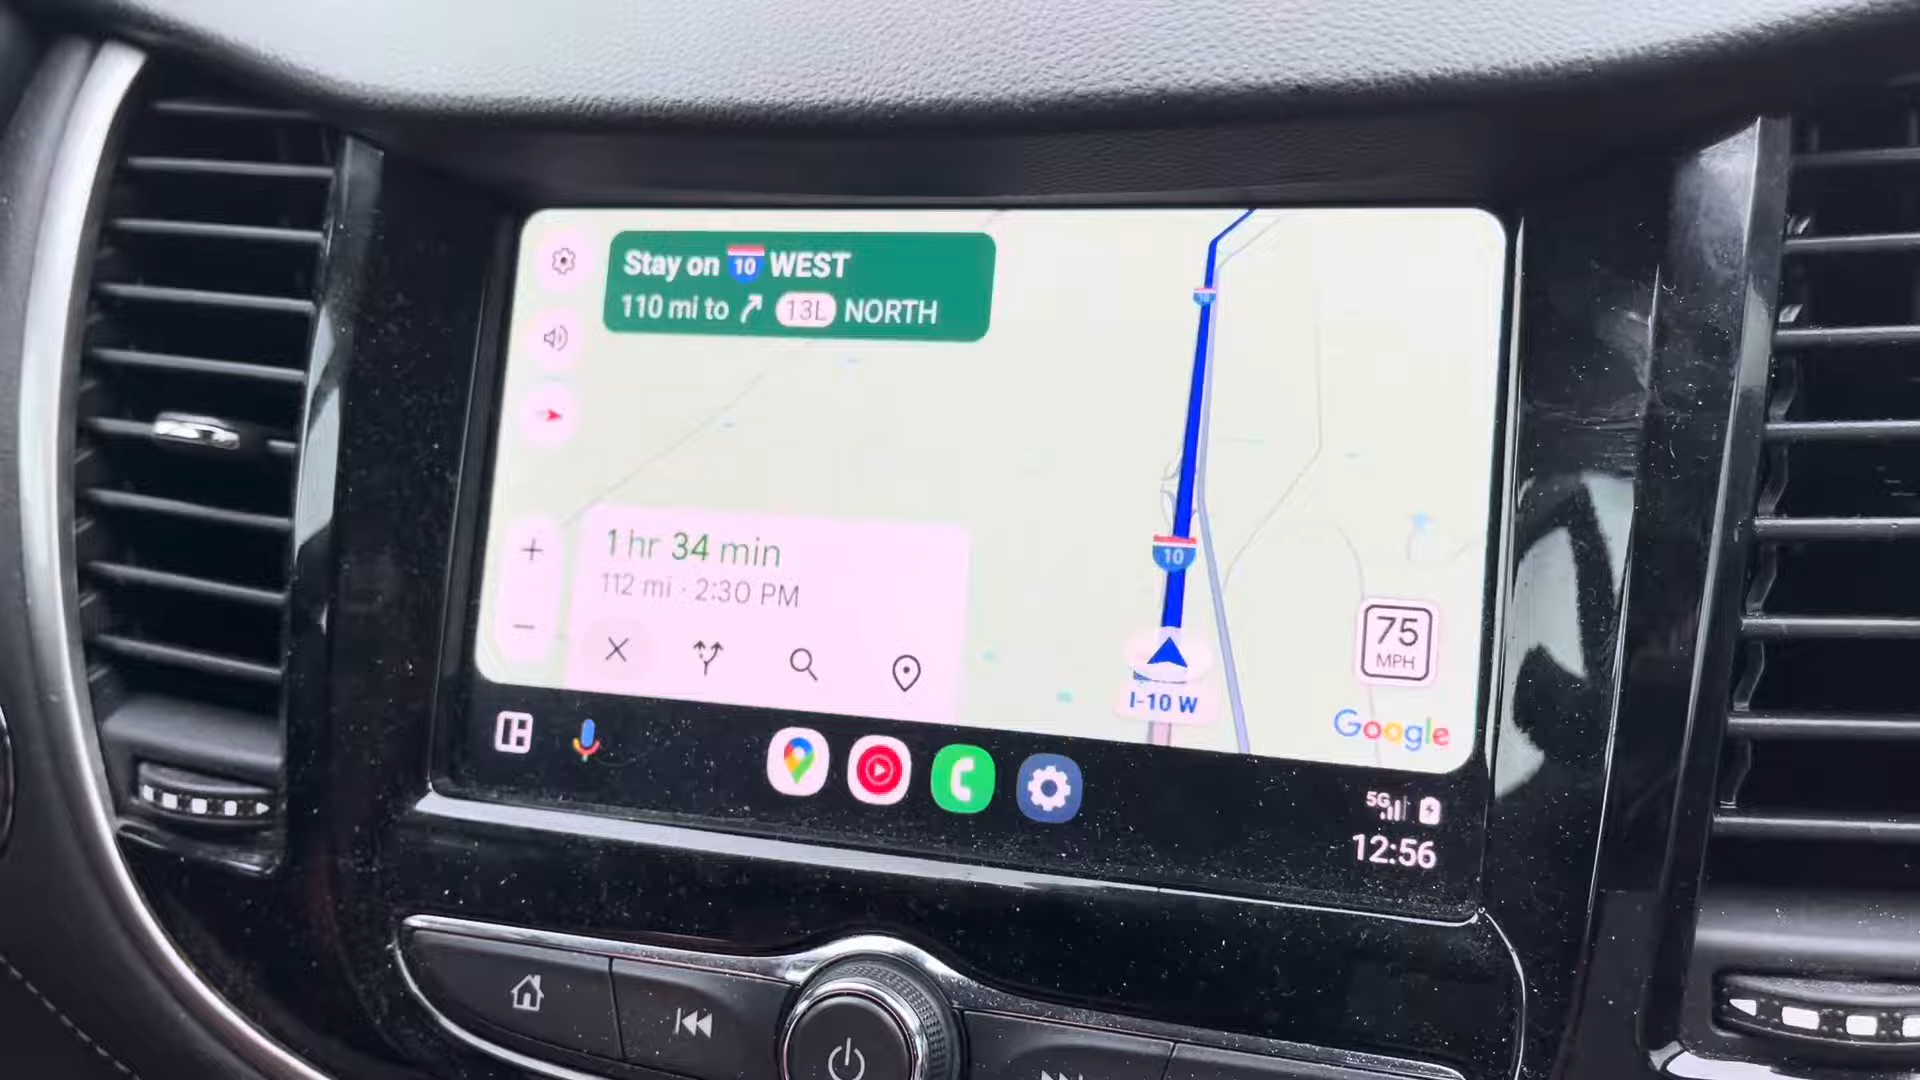 Stay on 10 WEST
110 mi to 13L NORTH
1 hr 34 min
112 mi · 2:30 PM
10
I-10 W
75
MPH
Google
5G
12:56